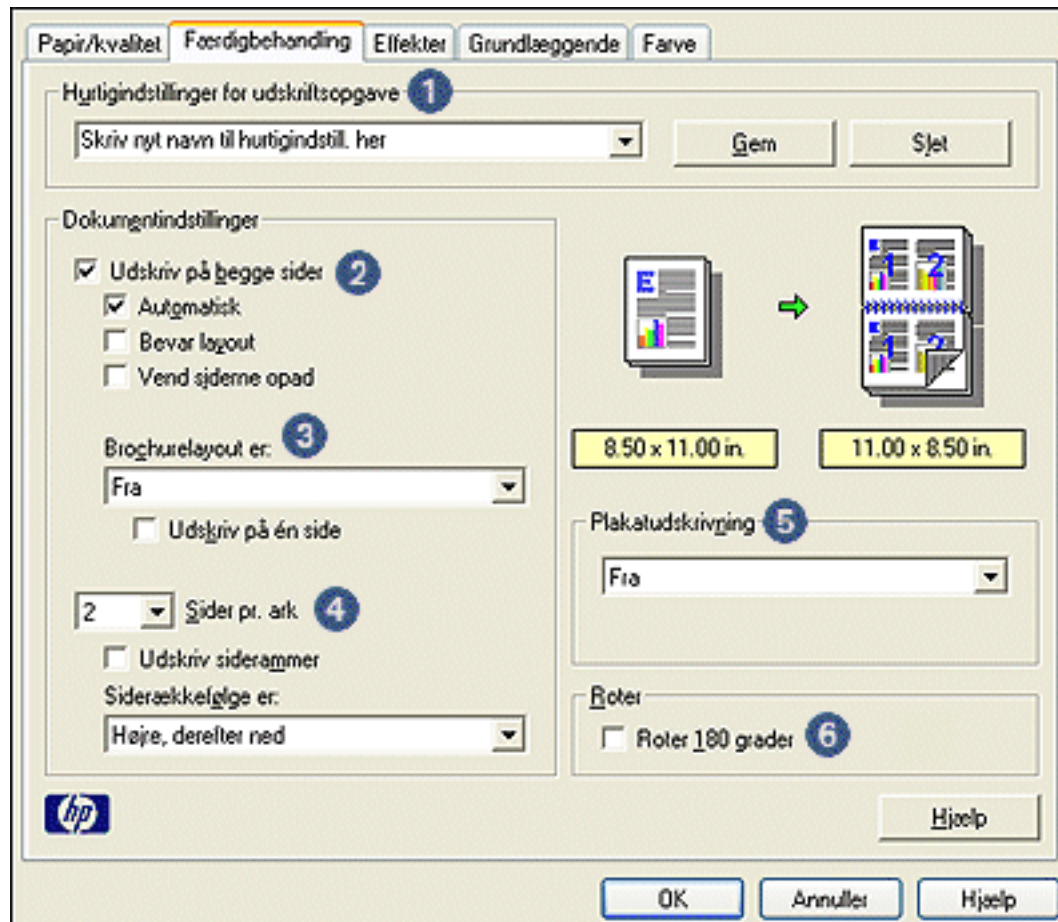 Papir/kvalitet Færdigbehandling Effekter Grundlæggende Farve
Hurtigindstillinger for udskriftsopgave 1
Skriv nyt navn til hurtigindstill. her Gem Slet
Dokumentindstillinger
Udskriv på begge sider 2
Automatisk
Bevar layout
Vend siderne opad
E
1 2
1 2
8.50 x 11.00 in. 11.00 x 8.50 in.
Brochurelayout er: 3
Fra
Udskriv på én side
Plakatudskrivning 5
Fra
2 Sider pr. ark 4
Udskriv siderammer
Siderækkefølge er:
Højre, derefter ned
Roter
Roter 180 grader 6
hp
Hjælp
OK Annuller Hjælp